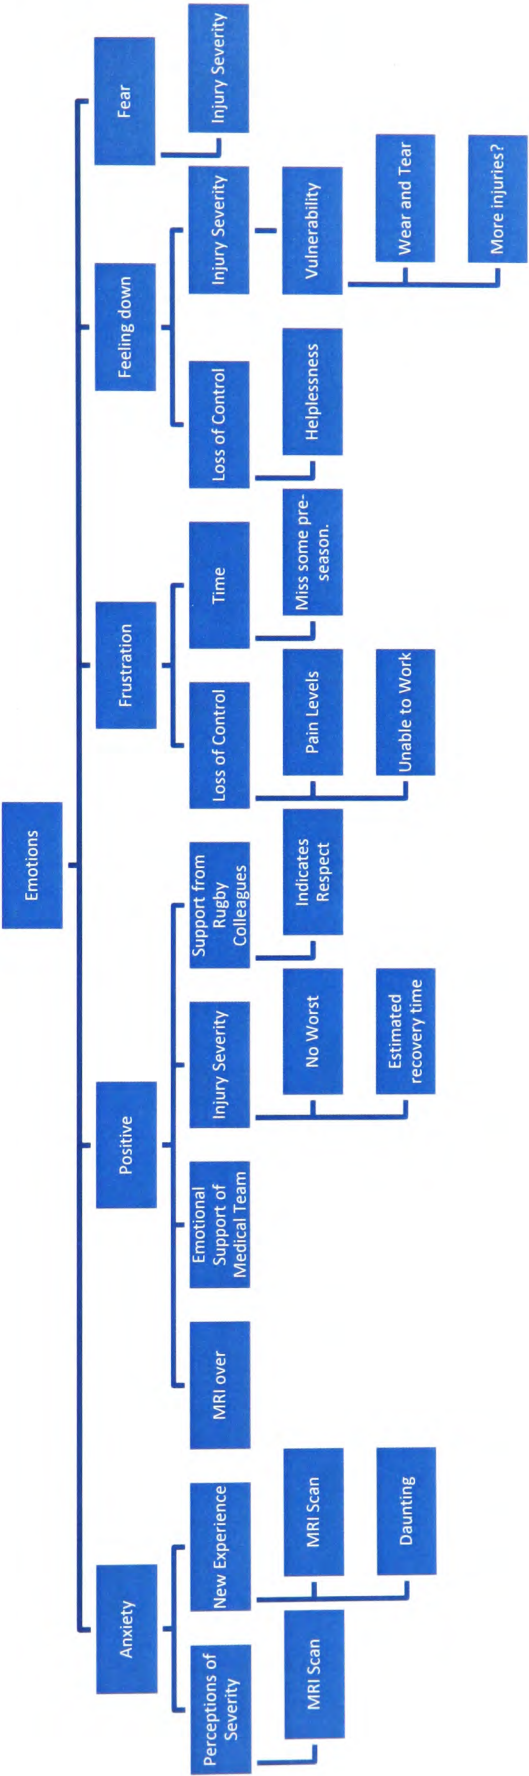 Emotions
Anxiety
Positive
Frustration
Feeling down
Fear
Perceptions of
Severity
New Experience
MRI over
Emotional
Support of
Medical Team
Injury Severity
Support from
Rugby
Colleagues
Loss of Control
Time
Loss of Control
Injury Severity
Injury Severity
MRI Scan
MRI Scan
No Worst
Indicates
Respect
Pain Levels
Miss some pre-
season.
Helplessness
Vulnerability
Daunting
Estimated
recovery time
Unable to Work
Wear and Tear
More injuries?